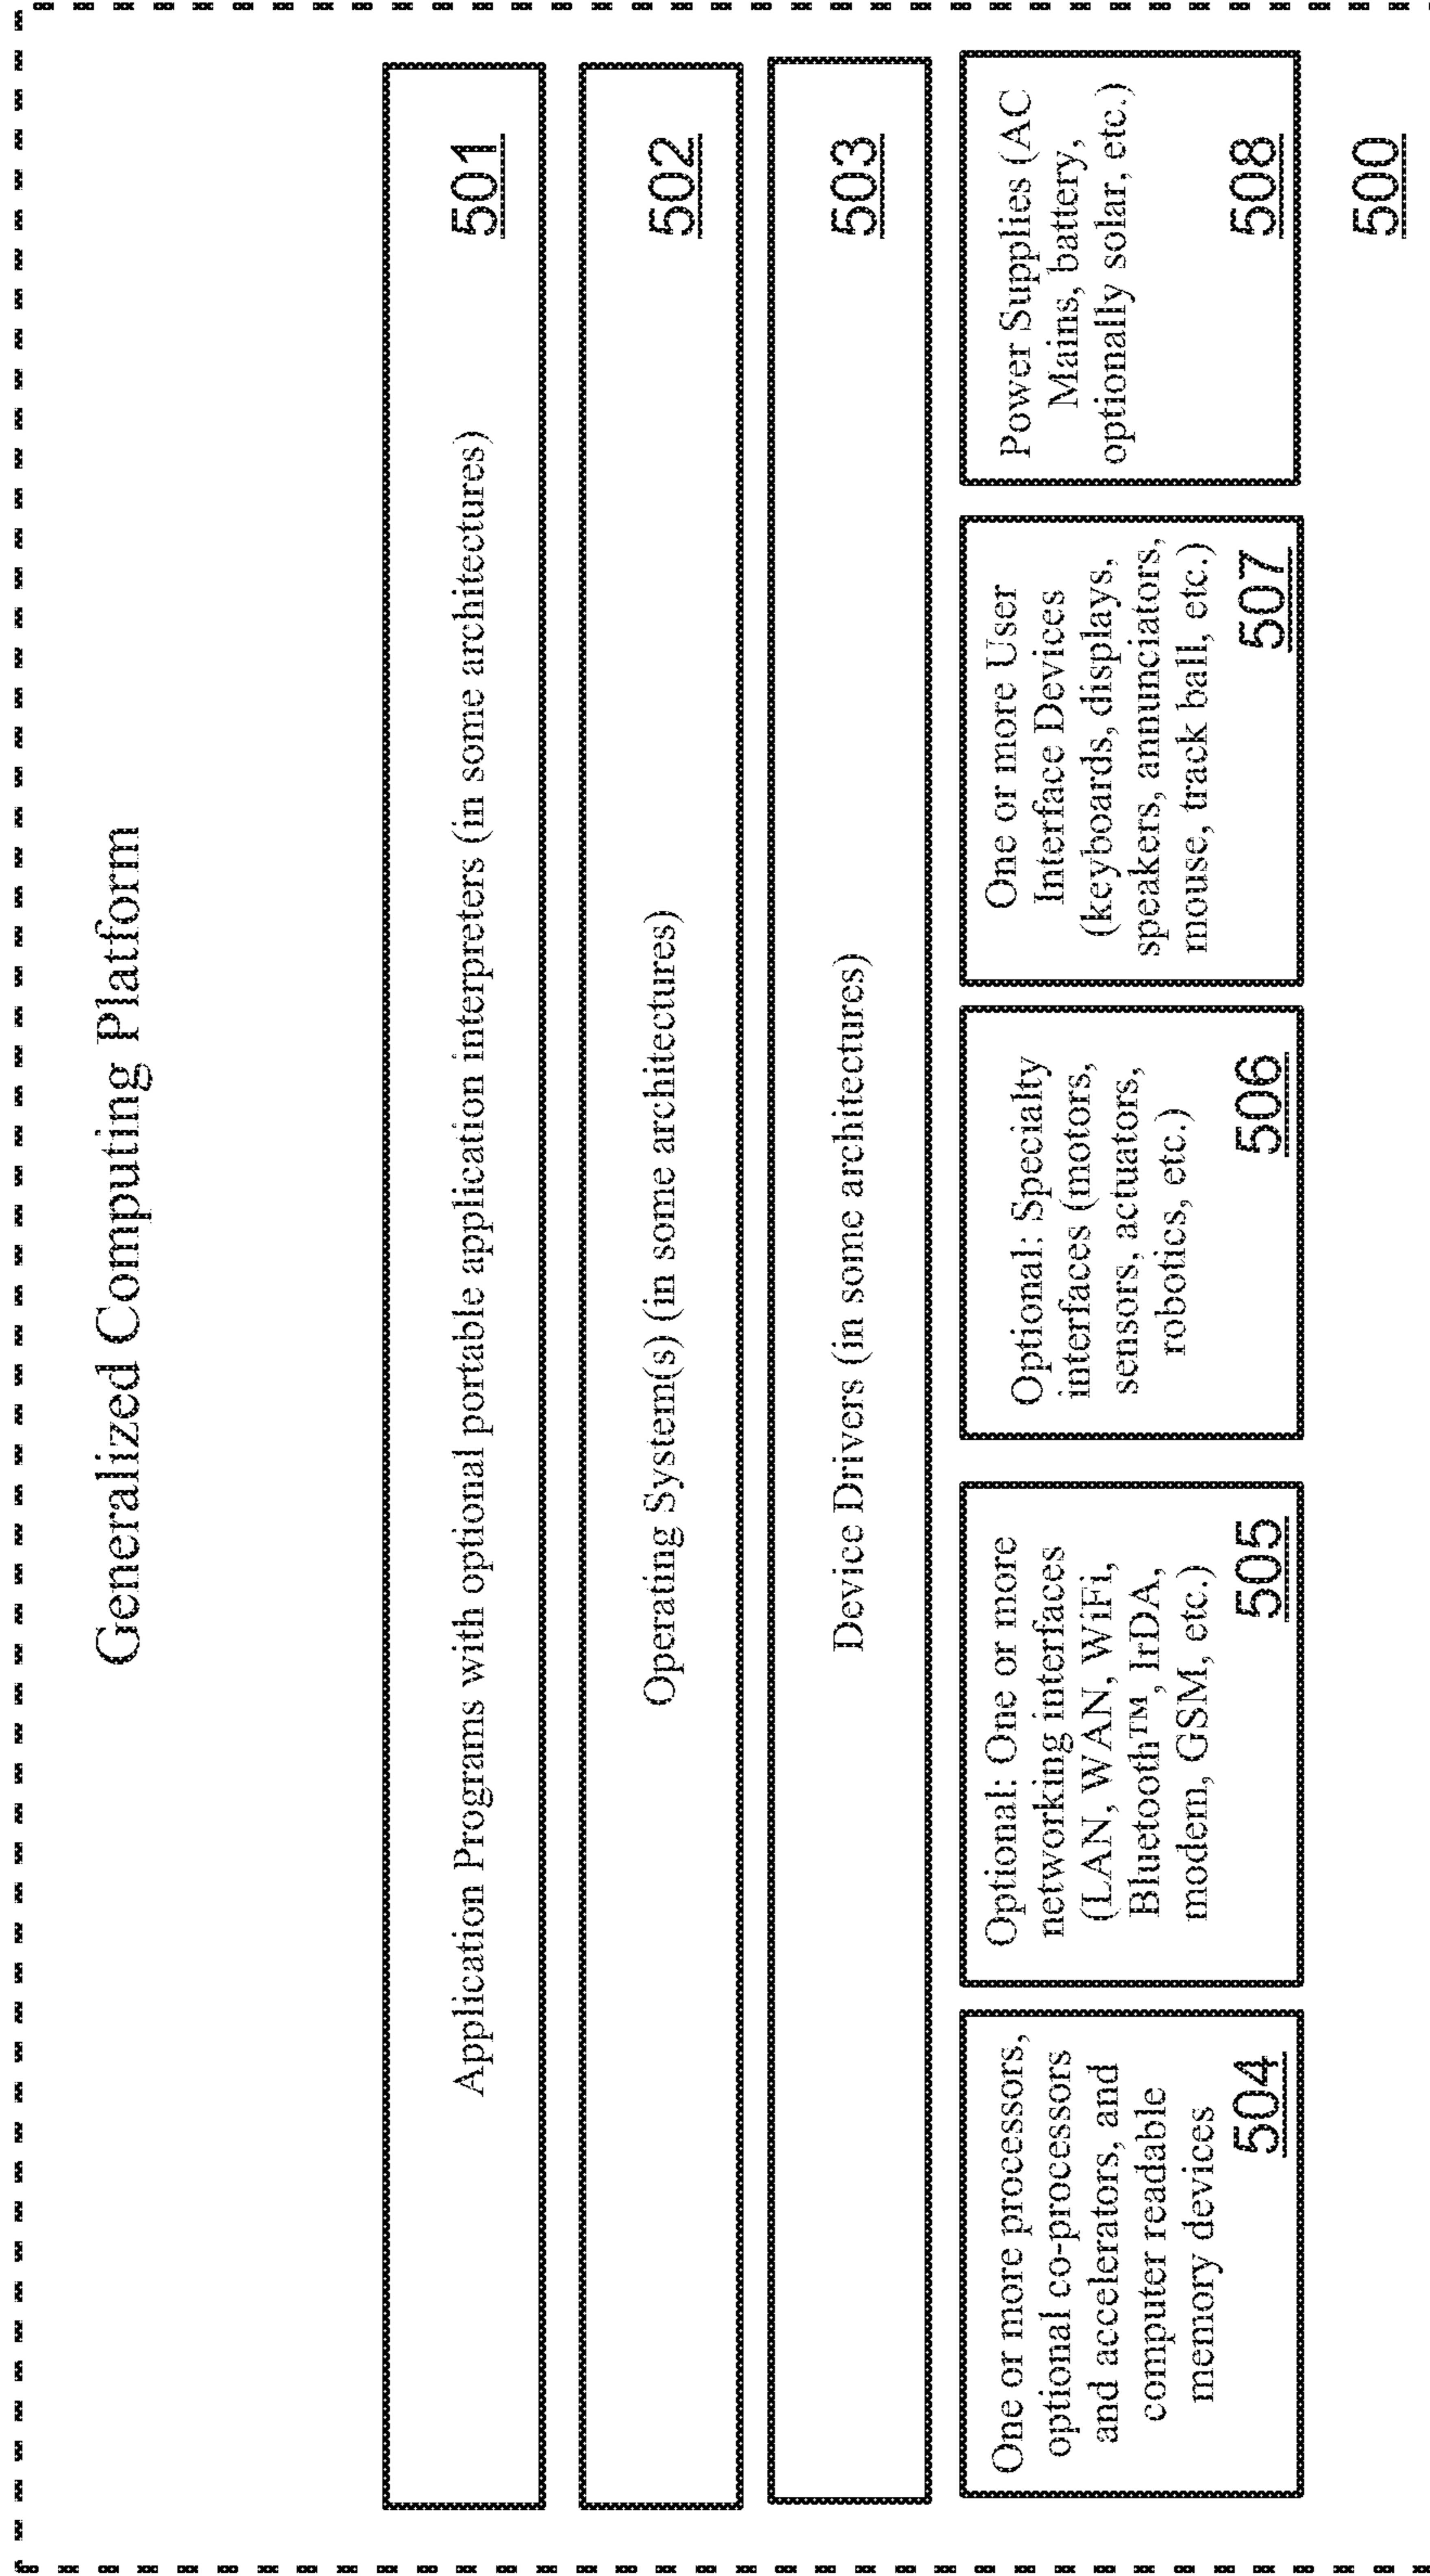 Generalized Computing Platform
Application Programs with optional portable application interpreters (in some architectures)
501
Operating System(s) (in some architectures)
502
Device Drivers (in some architectures)
503
One or more processors,
optional co-processors
and accelerators, and
computer readable
memory devices
504
Optional: One or more
networking interfaces
(LAN, WAN, WiFi,
Bluetooth™, IrDA,
modem, GSM, etc.)
505
Optional: Specialty
interfaces (motors,
sensors, actuators,
robotics, etc.)
506
One or more User
Interface Devices
(keyboards, displays,
speakers, annunciators,
mouse, track ball, etc.)
507
Power Supplies (AC
Mains, battery,
optionally solar, etc.)
508
500